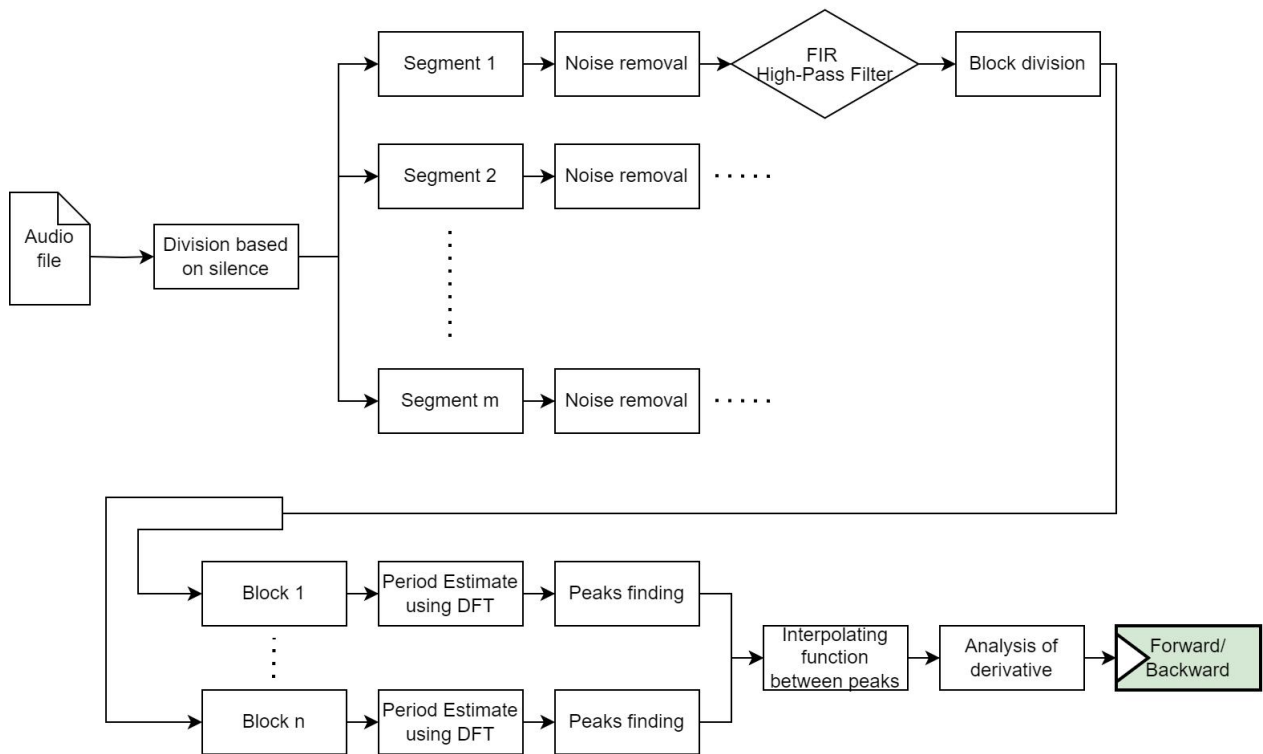 Segment 1
Noise removal
FIR
High-Pass Filter
Block division
Segment 2
Noise removal
Audio
file
Division based
on silence
Segment m
Noise removal
Block 1
Period Estimate
using DFT
Peaks finding
Interpolating
function
between peaks
Analysis of
derivative
Forward/
Backward
Block n
Period Estimate
using DFT
Peaks finding